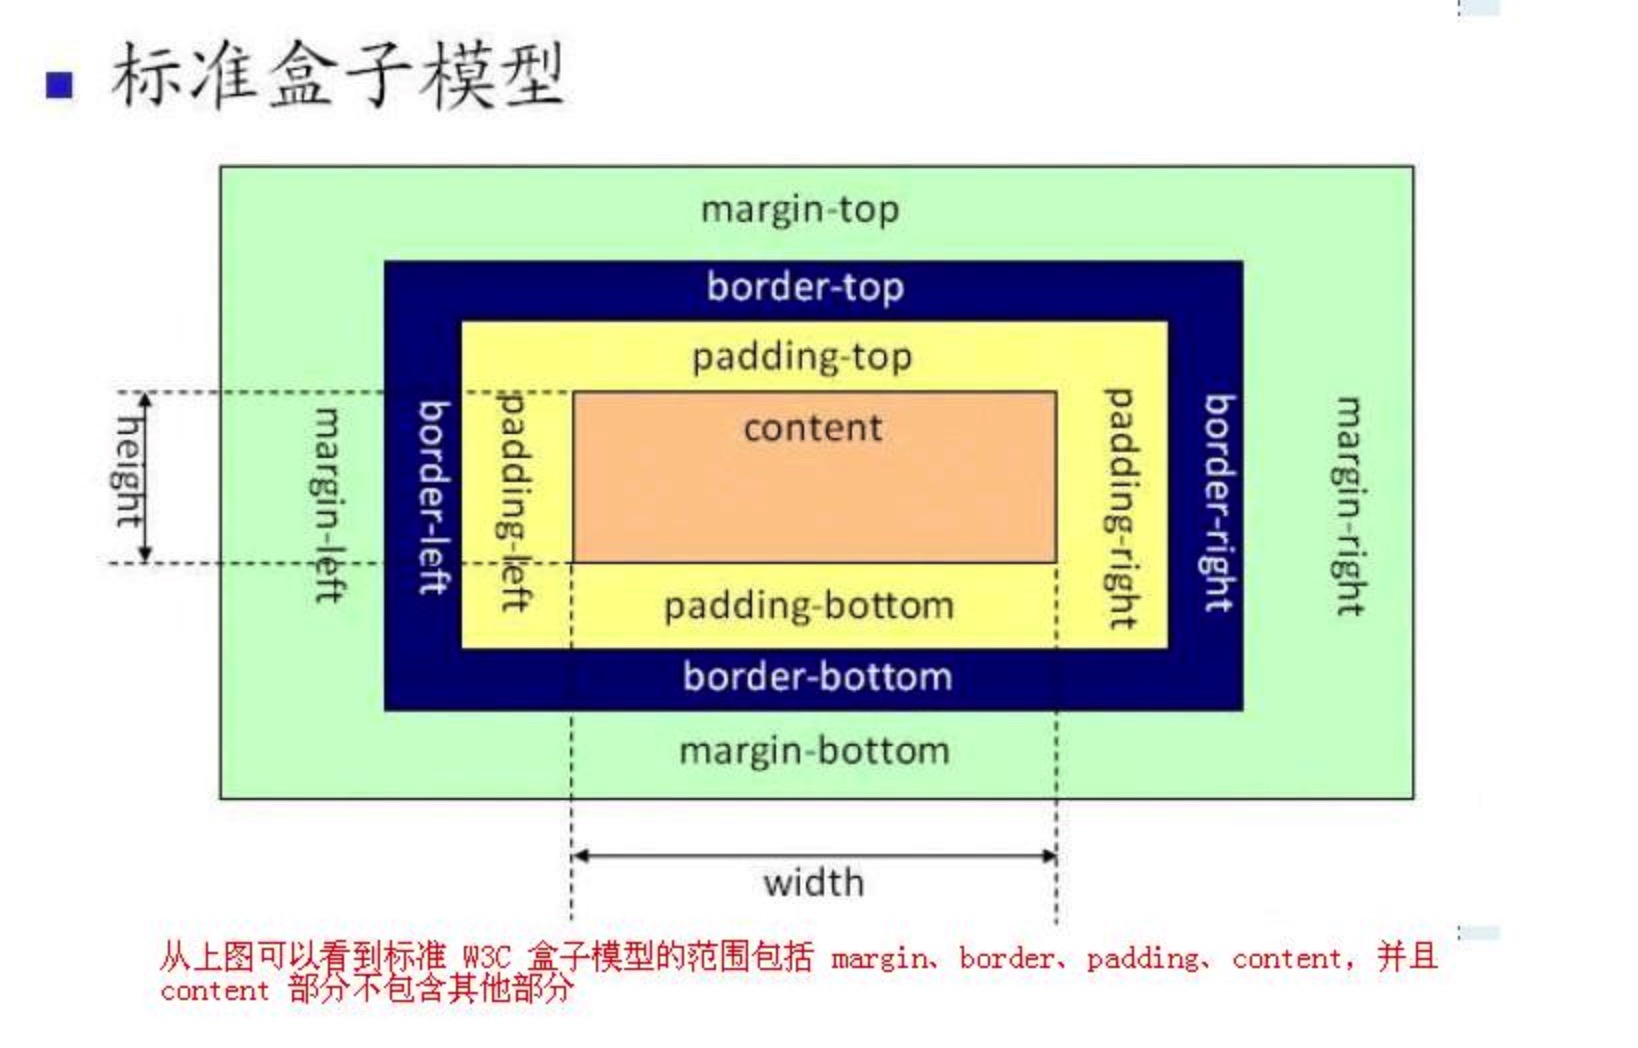 标准盒子模型
margin-top
border-top
padding-top
content
height
margin-left
border-left
padding-left
padding-right
border-right
margin-right
padding-bottom
border-bottom
margin-bottom
width
从上图可以看到标准 W3C 盒子模型的范围包括 margin、border、padding、content，并且
content 部分不包含其他部分